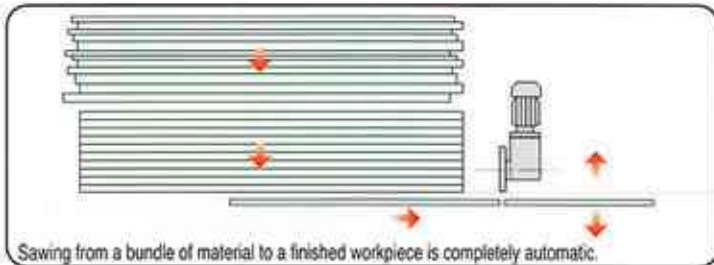 Sawing from a bundle of material to a finished workpiece is completely automatic.